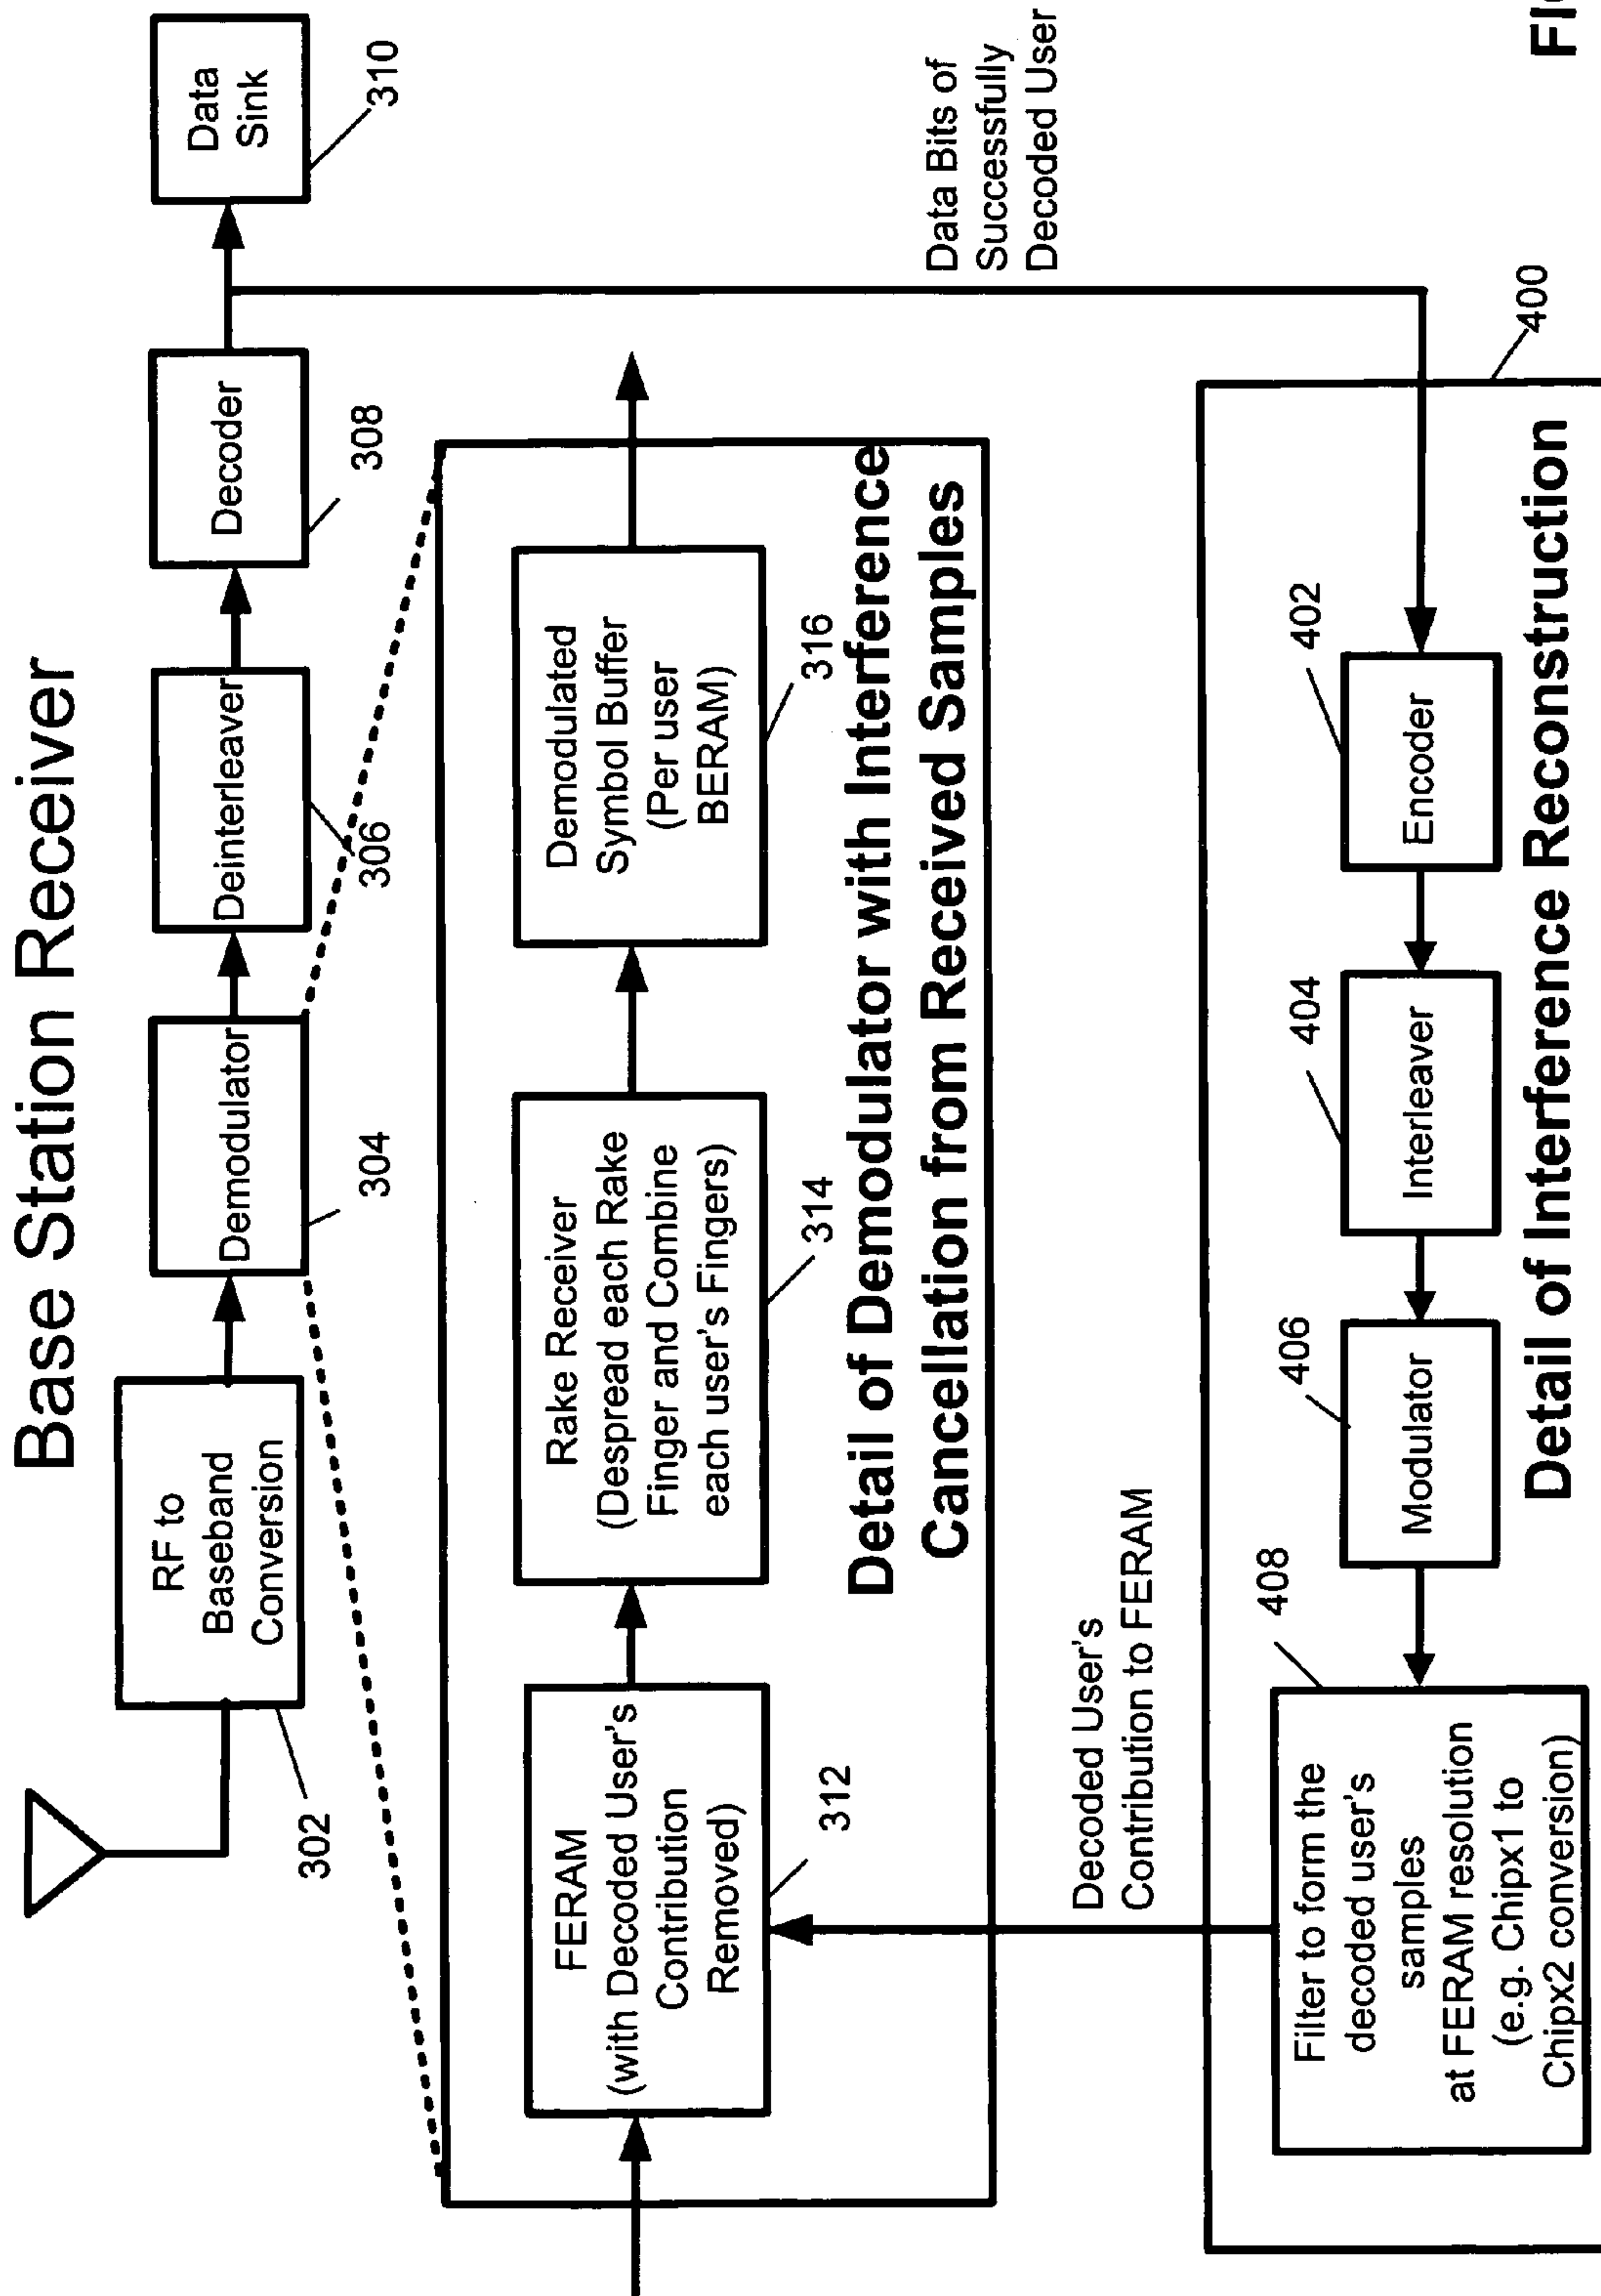 Base Station Receiver
RF to
Baseband
Conversion
302
Demodulator
304
Deinterleaver
306
Decoder
308
Data
Sink
310
FERAM
(with Decoded User's
Contribution
Removed)
312
Rake Receiver
(Despread each Rake
Finger and Combine
each user's Fingers)
314
Demodulated
Symbol Buffer
(Per user
BERAM)
316
Detail of Demodulator with Interference
Cancellation from Received Samples
Data Bits of
Successfully
Decoded User
Decoded User's
Contribution to FERAM
400
Encoder
402
Interleaver
404
Modulator
406
Filter to form the
decoded user's
samples
at FERAM resolution
(e.g. Chipx1 to
Chipx2 conversion)
408
Detail of Interference Reconstruction